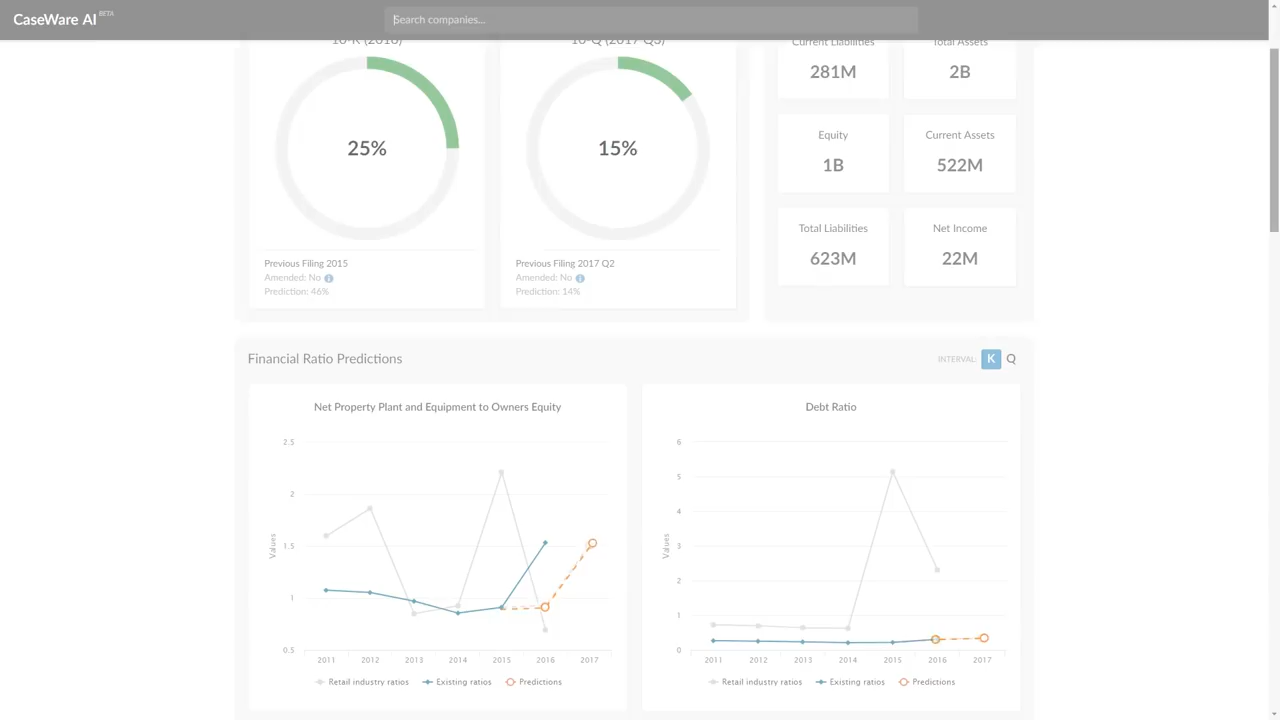 CaseWare AI BETA
Search companies...
10-K (2016)
10-Q (2017 Q3)
Current Liabilities
Total Assets
281M
2B
25%
15%
Equity
Current Assets
1B
522M
Total Liabilities
Net Income
623M
22M
Previous Filing 2015
Amended: No
Prediction: 46%
Previous Filing 2017 Q2
Amended: No
Prediction: 14%
Financial Ratio Predictions
INTERVAL: K Q
Net Property Plant and Equipment to Owners Equity
2.5
2
1.5
1
0.5
Values
2011 2012 2013 2014 2015 2016 2017
Retail industry ratios Existing ratios Predictions
Debt Ratio
6
5
4
3
2
1
0
Values
2011 2012 2013 2014 2015 2016 2017
Retail industry ratios Existing ratios Predictions